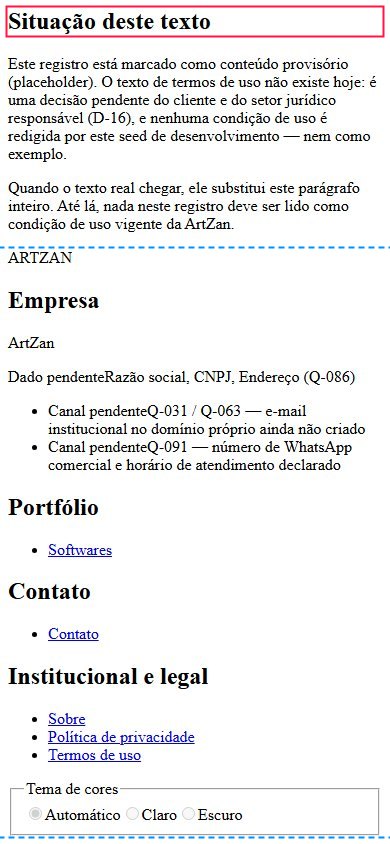 Situação deste texto
Este registro está marcado como conteúdo provisório
(placeholder). O texto de termos de uso não existe hoje: é
uma decisão pendente do cliente e do setor jurídico
responsável (D-16), e nenhuma condição de uso é
redigida por este seed de desenvolvimento — nem como
exemplo.
Quando o texto real chegar, ele substitui este parágrafo
inteiro. Até lá, nada neste registro deve ser lido como
condição de uso vigente da ArtZan.
ARTZAN
Empresa
ArtZan
Dado pendenteRazão social, CNPJ, Endereço (Q-086)
Canal pendenteQ-031 / Q-063 — e-mail
institucional no domínio próprio ainda não criado
Canal pendenteQ-091 — número de WhatsApp
comercial e horário de atendimento declarado
Portfólio
Softwares
Contato
Contato
Institucional e legal
Sobre
Política de privacidade
Termos de uso
Tema de cores
Automático Claro Escuro